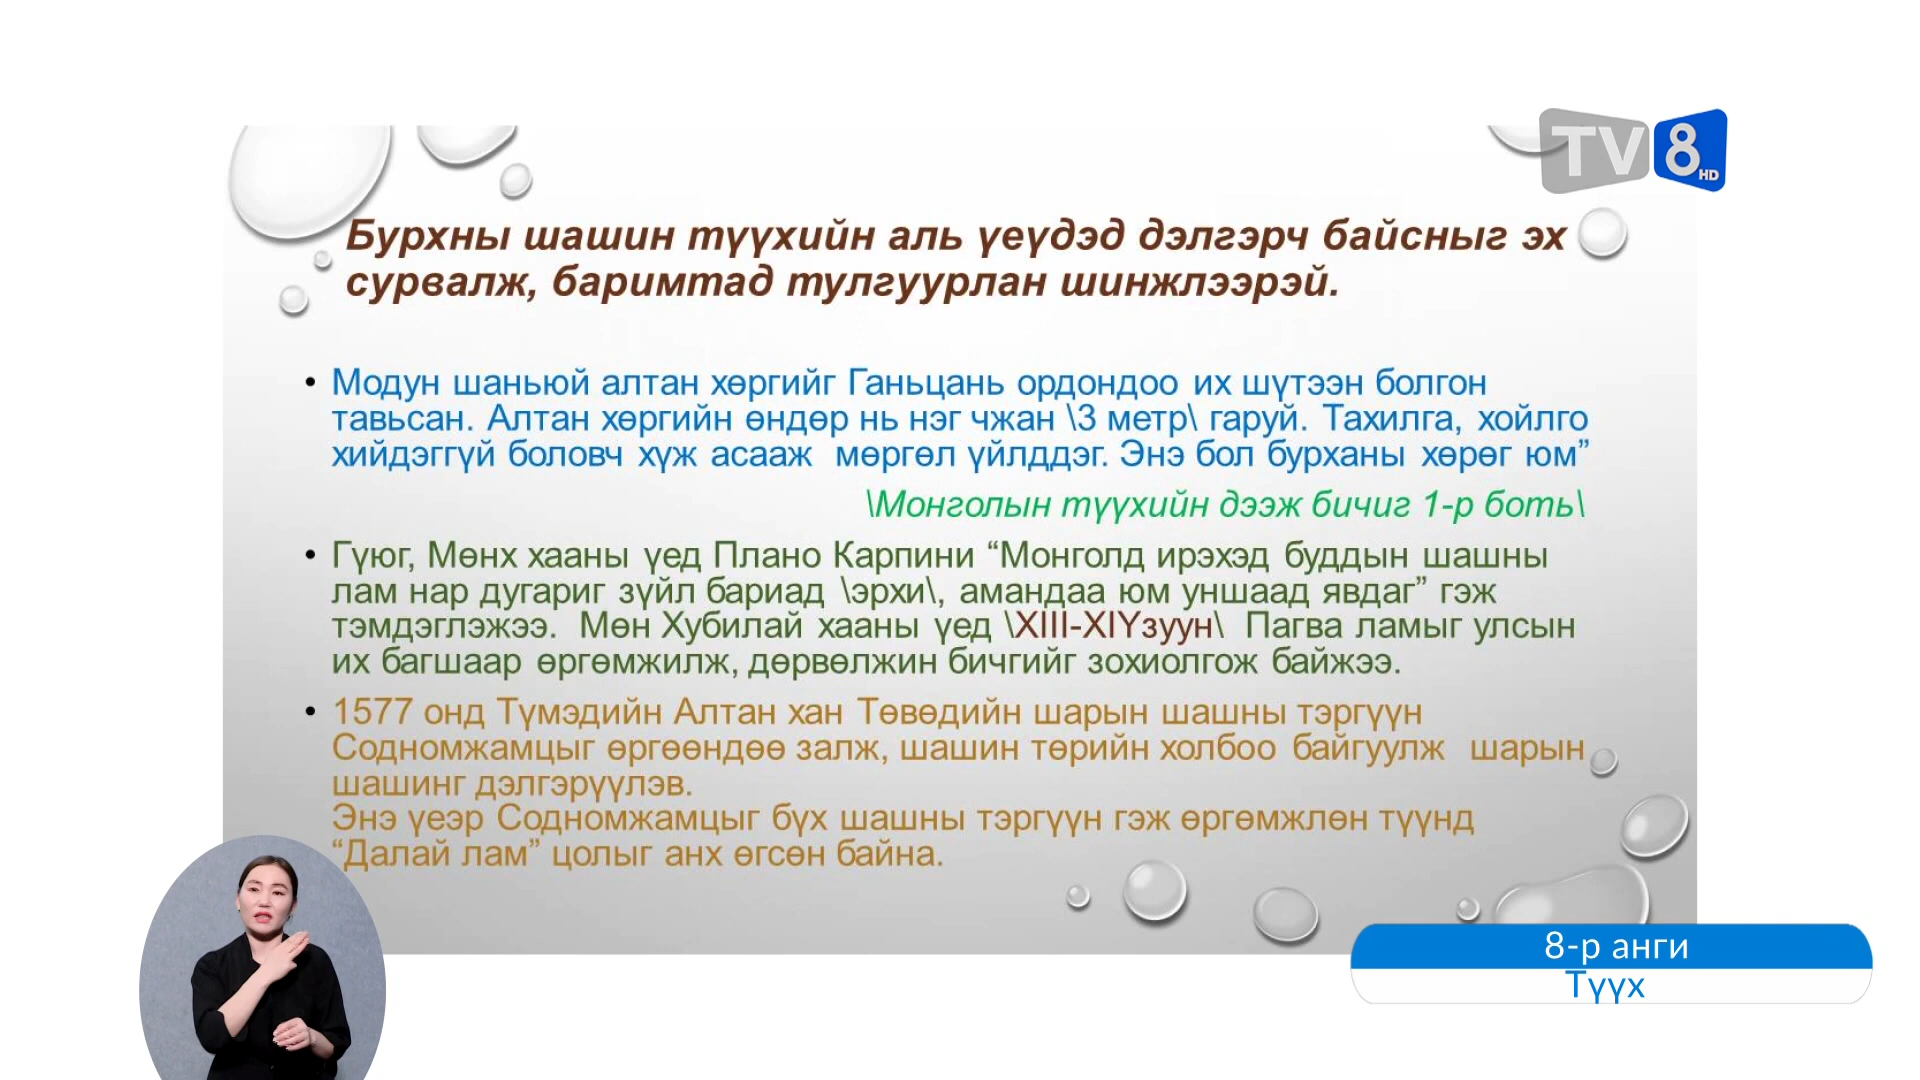 TV8 HD
Бурхны шашин түүхийн аль үеүдэд дэлгэрч байсныг эх
сурвалж, баримтад тулгуурлан шинжлээрэй.
• Модун шаньюй алтан хөргийг Ганьцань ордондоо их шүтээн болгон
тавьсан. Алтан хөргийн өндөр нь нэг чжан \3 метр\ гаруй. Тахилга, хойлго
хийдэггүй боловч хүж асааж мөргөл үйлддэг. Энэ бол бурханы хөрөг юм”
\Монголын түүхийн дээж бичиг 1-р боть\
• Гүюг, Мөнх хааны үед Плано Карпини “Монголд ирэхэд буддын шашны
лам нар дугариг зүйл бариад \эрхи\, амандаа юм уншаад явдаг” гэж
тэмдэглэжээ. Мөн Хубилай хааны үед \XIII-XIYзуун\ Пагва ламыг улсын
их багшаар өргөмжилж, дөрвөлжин бичгийг зохиолгож байжээ.
• 1577 онд Түмэдийн Алтан хан Төвөдийн шарын шашны тэргүүн
Содномжамцыг өргөөндөө залж, шашин төрийн холбоо байгуулж шарын
шашинг дэлгэрүүлэв.
Энэ үеэр Содномжамцыг бүх шашны тэргүүн гэж өргөмжлөн түүнд
“Далай лам” цолыг анх өгсөн байна.
8-р анги
Түүх